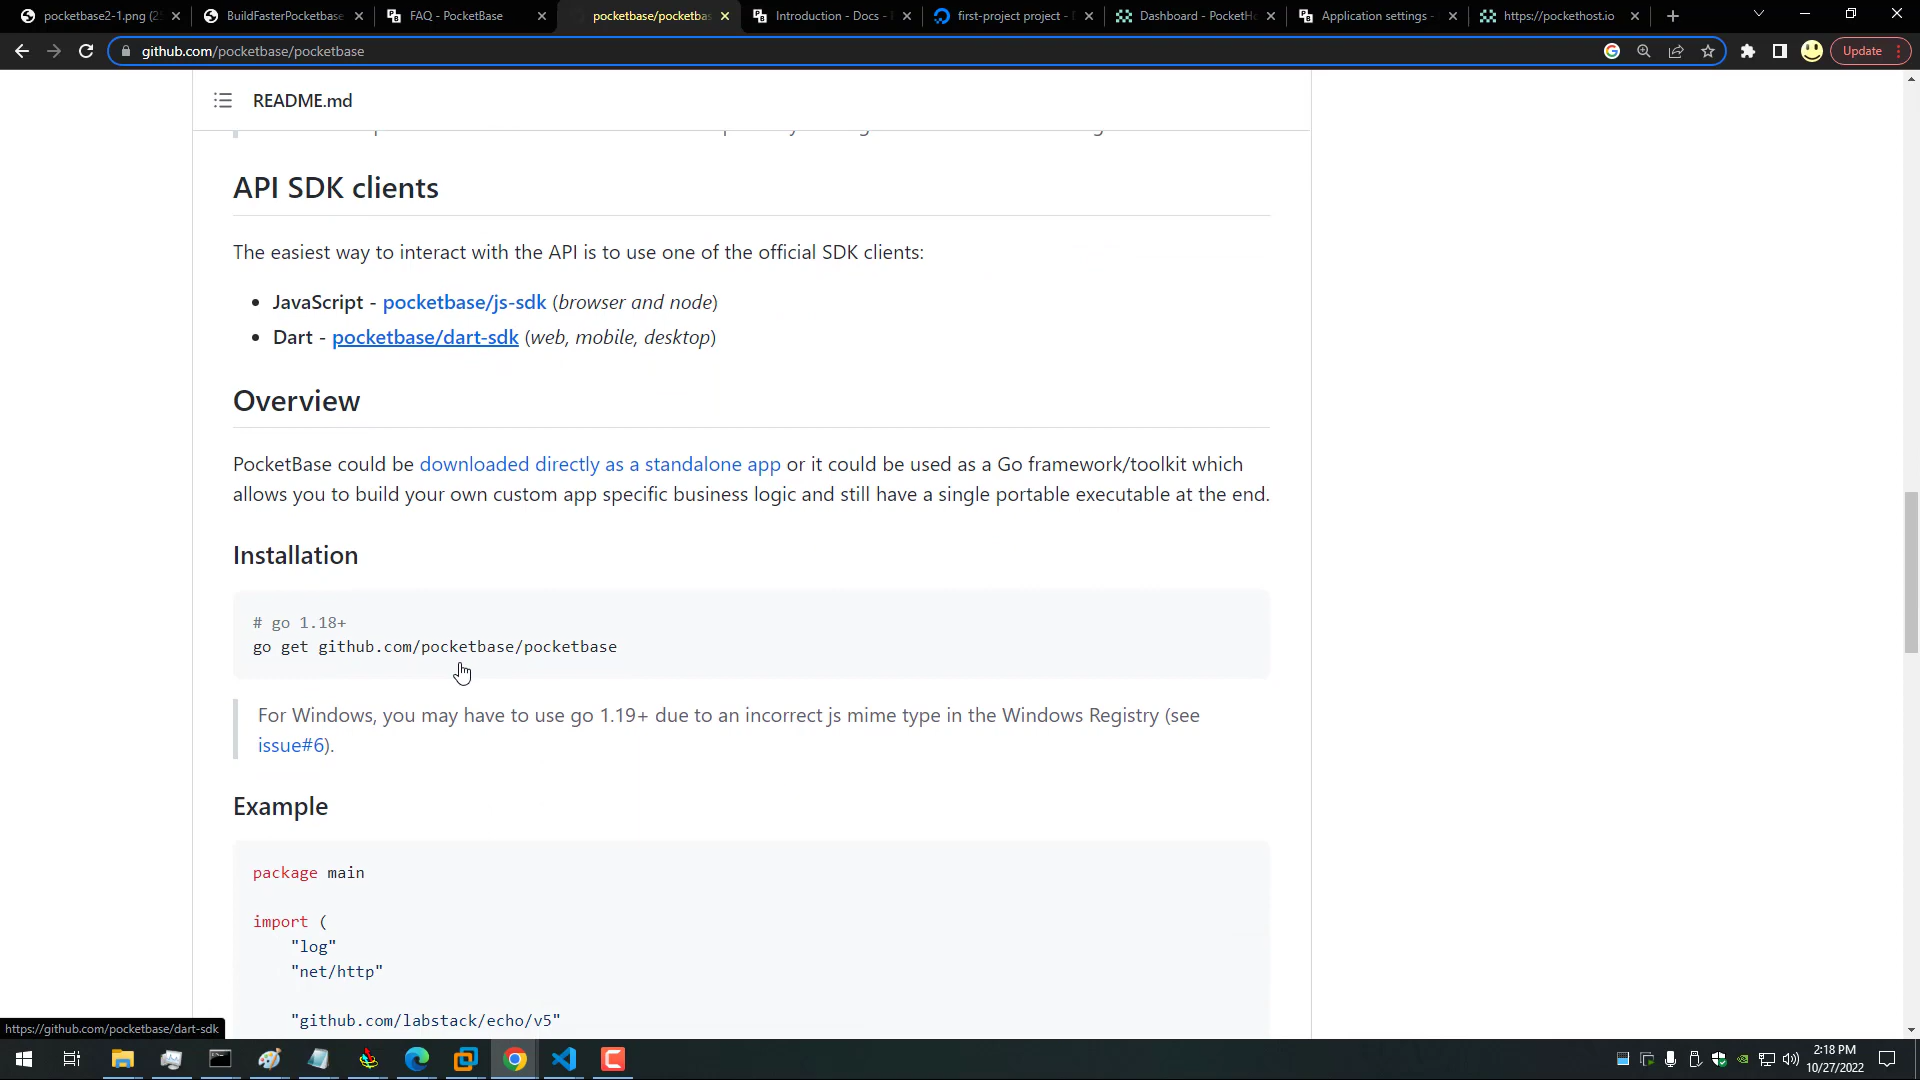 pocketbase2-1.png (2
BuildFasterPocketbase
FAQ - PocketBase
pocketbase/pocketbas
Introduction - Docs -
first-project project -
Dashboard - PocketH
Application settings -
https://pockethost.io
github.com/pocketbase/pocketbase
Update
README.md
API SDK clients
The easiest way to interact with the API is to use one of the official SDK clients:
JavaScript - pocketbase/js-sdk (browser and node)
Dart - pocketbase/dart-sdk (web, mobile, desktop)
Overview
PocketBase could be downloaded directly as a standalone app or it could be used as a Go framework/toolkit which
allows you to build your own custom app specific business logic and still have a single portable executable at the end.
Installation
# go 1.18+
go get github.com/pocketbase/pocketbase
For Windows, you may have to use go 1.19+ due to an incorrect js mime type in the Windows Registry (see
issue#6).
Example
package main
import (
"log"
"net/http"
"github.com/labstack/echo/v5"
https://github.com/pocketbase/dart-sdk
2:18 PM
10/27/2022